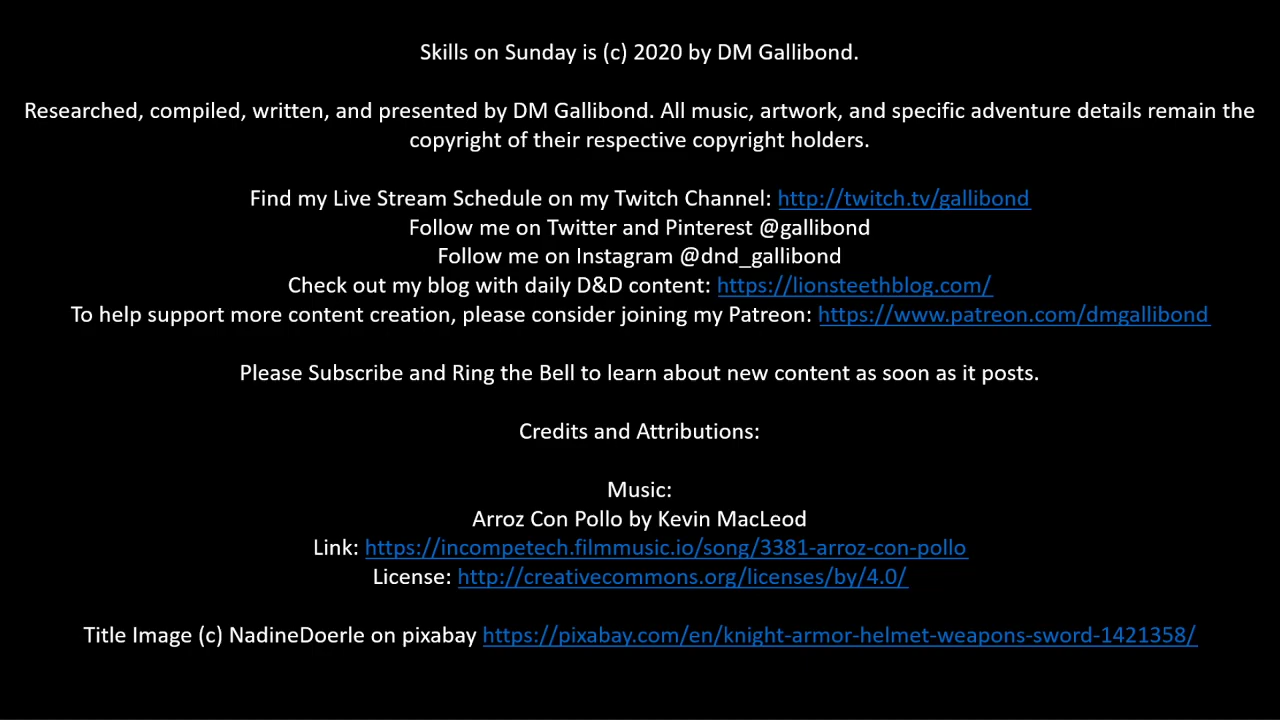 Skills on Sunday is (c) 2020 by DM Gallibond.
Researched, compiled, written, and presented by DM Gallibond. All music, artwork, and specific adventure details remain the
copyright of their respective copyright holders.
Find my Live Stream Schedule on my Twitch Channel: http://twitch.tv/gallibond
Follow me on Twitter and Pinterest @gallibond
Follow me on Instagram @dnd_gallibond
Check out my blog with daily D&D content: https://lionsteethblog.com/
To help support more content creation, please consider joining my Patreon: https://www.patreon.com/dmgallibond
Please Subscribe and Ring the Bell to learn about new content as soon as it posts.
Credits and Attributions:
Music:
Arroz Con Pollo by Kevin MacLeod
Link: https://incompetech.filmmusic.io/song/3381-arroz-con-pollo
License: http://creativecommons.org/licenses/by/4.0/
Title Image (c) NadineDoerle on pixabay https://pixabay.com/en/knight-armor-helmet-weapons-sword-1421358/